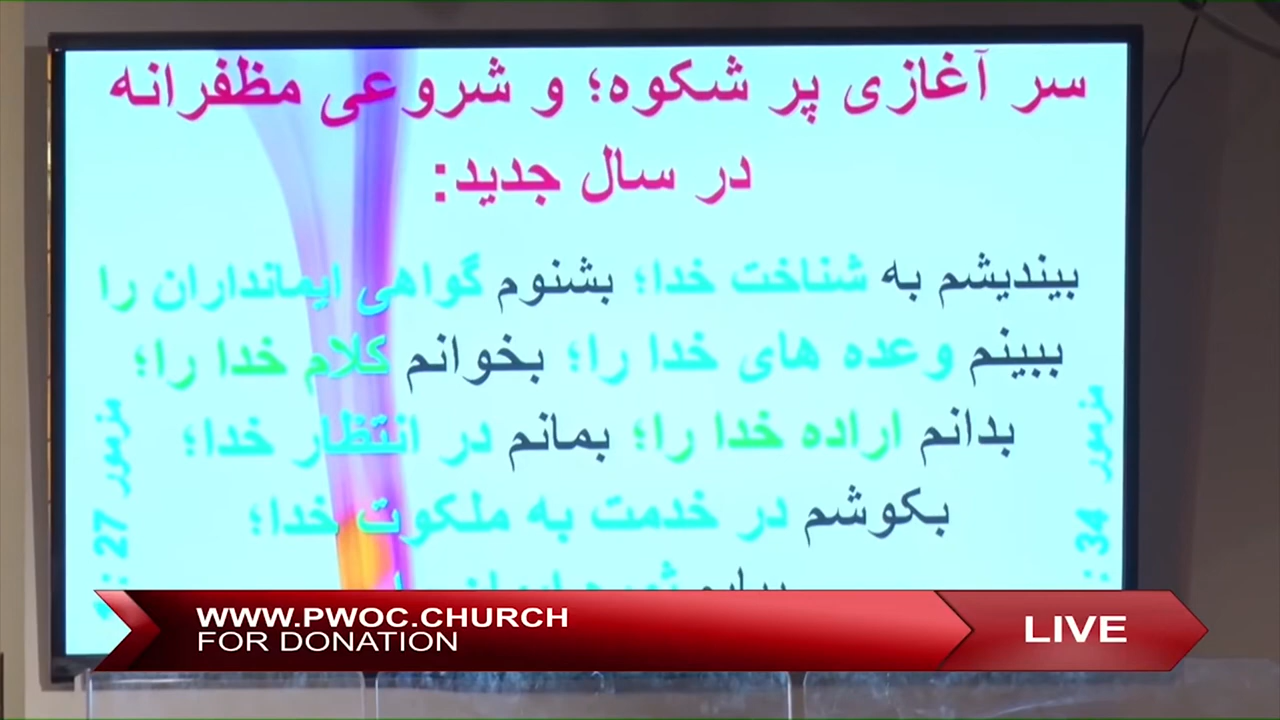 سر آغازی پر شکوه؛ و شروعی مظفرانه
در سال جدید:
بیندیشم به شناخت خدا؛ بشنوم گواهی ایمانداران را
ببینم وعده های خدا را؛ بخوانم کلام خدا را؛
بدانم اراده خدا را؛ بمانم در انتظار خدا؛
بکوشم در خدمت به ملکوت خدا؛
مزمور 34 :
مزمور 27 :
WWW.PWOC.CHURCH
FOR DONATION
LIVE